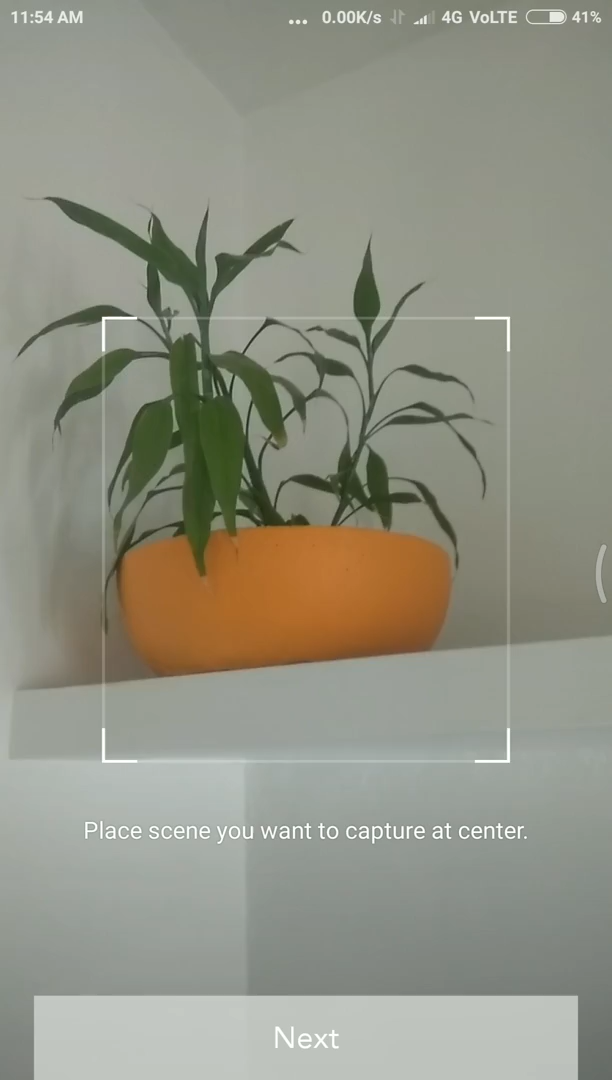 11:54 AM ... 0.00K/s 4G VoLTE 41%
Place scene you want to capture at center.
Next